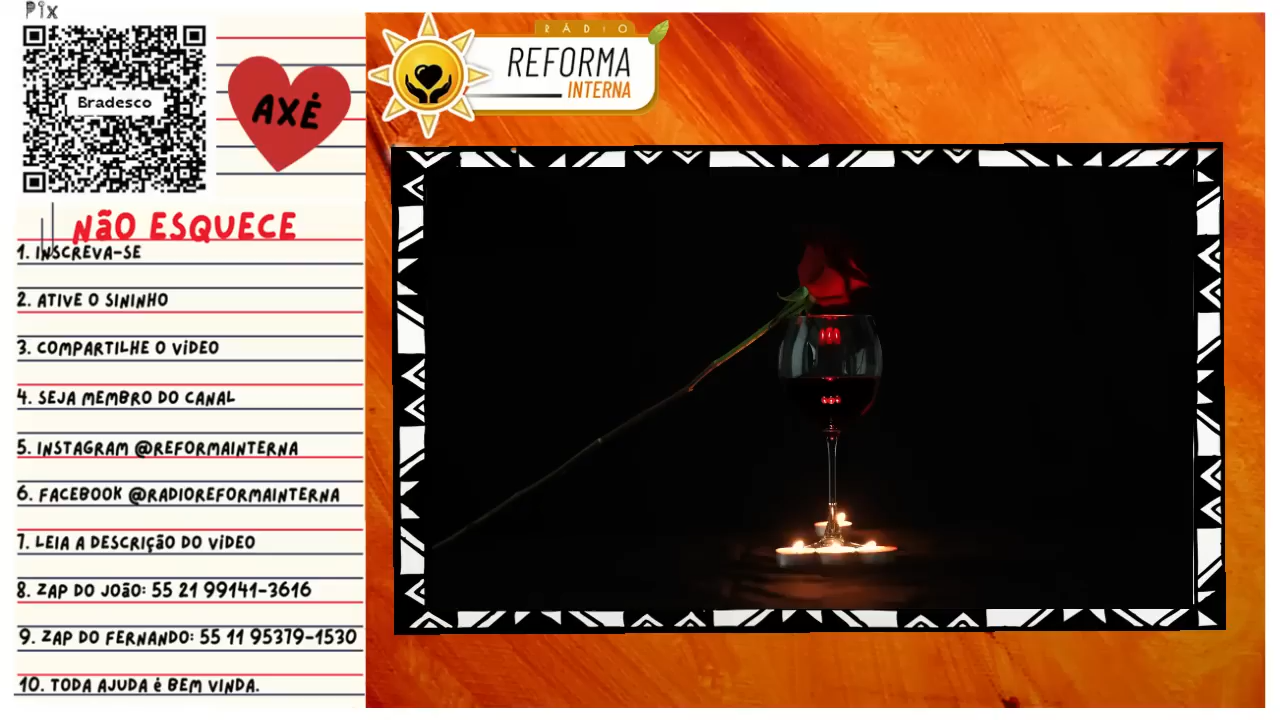 Pix
Bradesco
AXÉ
NÃO ESQUECE
1. INSCREVA-SE
2. ATIVE O SININHO
3. COMPARTILHE O VÍDEO
4. SEJA MEMBRO DO CANAL
5. INSTAGRAM @REFORMAINTERNA
6. FACEBOOK @RADIOREFORMAINTERNA
7. LEIA A DESCRIÇÃO DO VÍDEO
8. ZAP DO JOÃO: 55 21 99141-3616
9. ZAP DO FERNANDO: 55 11 95379-1530
10. TODA AJUDA É BEM VINDA.
RÁDIO
REFORMA
INTERNA